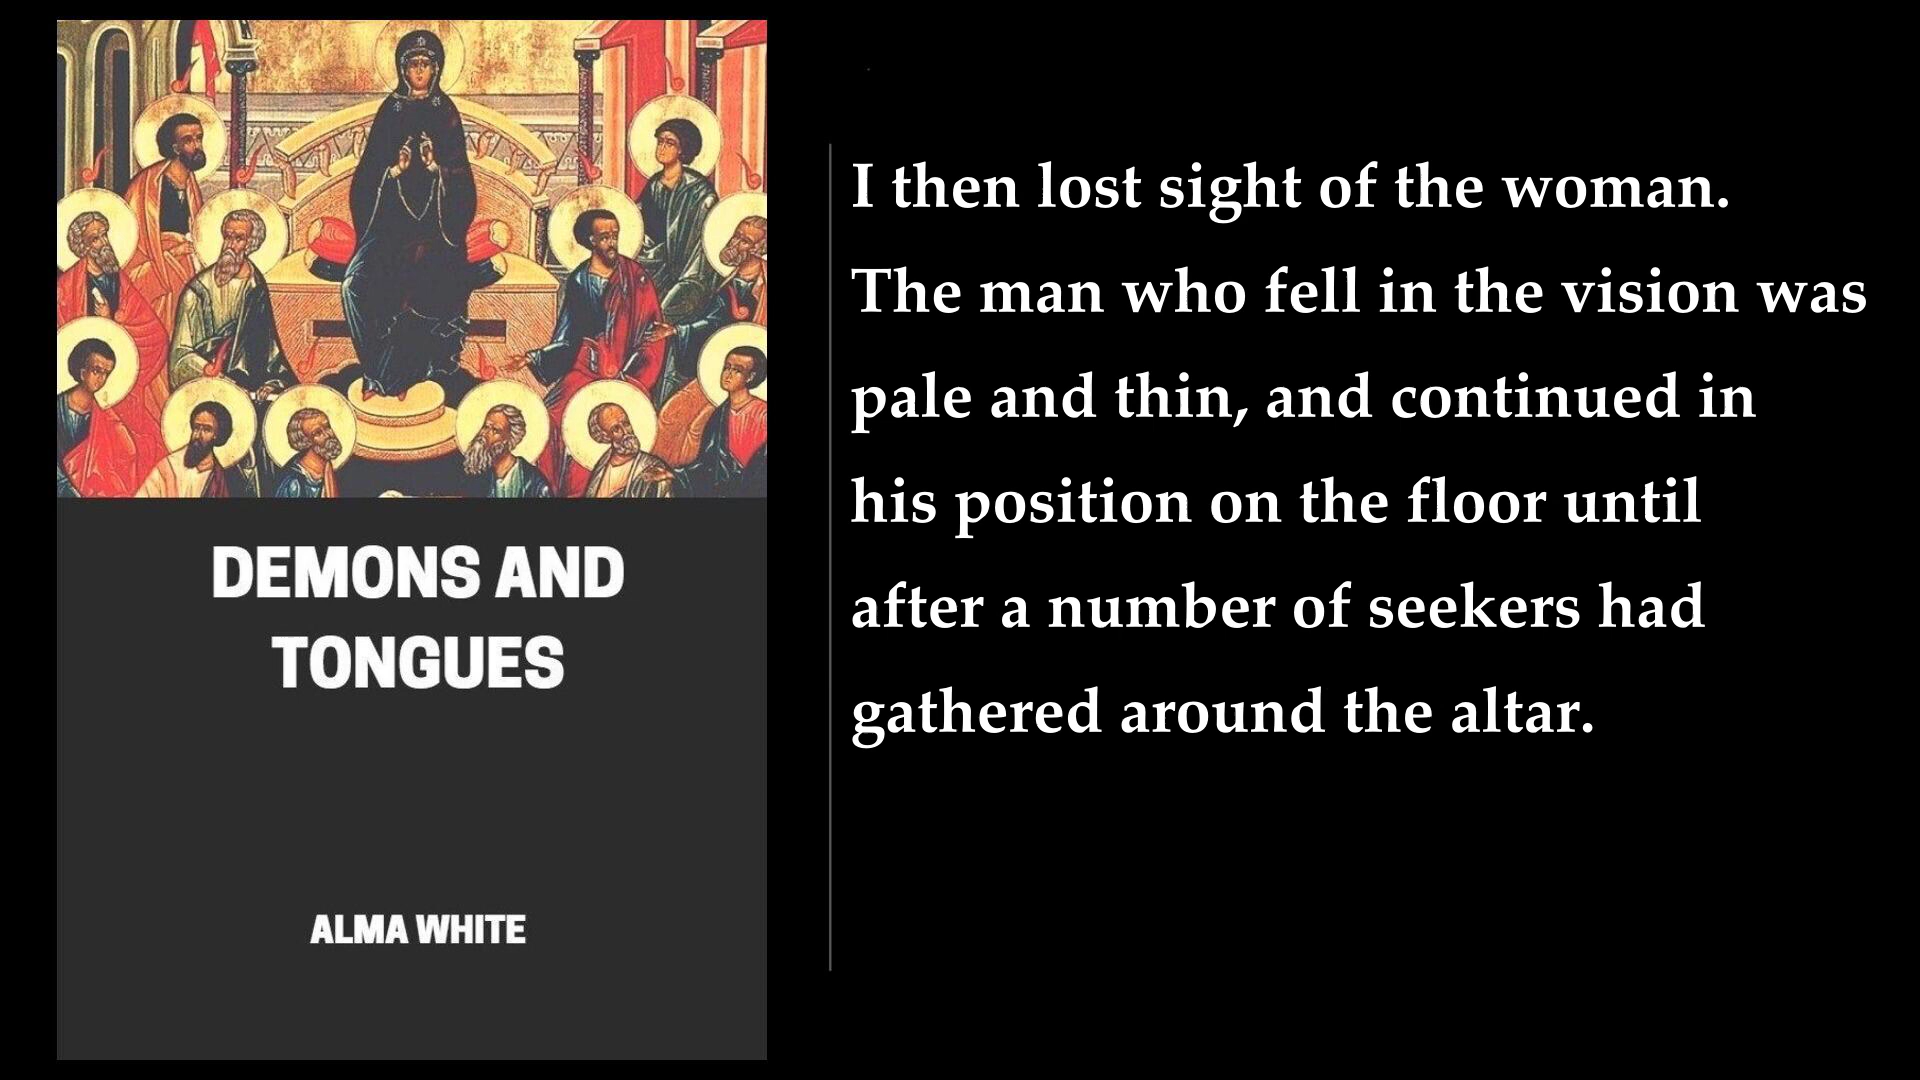 DEMONS AND
TONGUES
ALMA WHITE
I then lost sight of the woman.
The man who fell in the vision was
pale and thin, and continued in
his position on the floor until
after a number of seekers had
gathered around the altar.